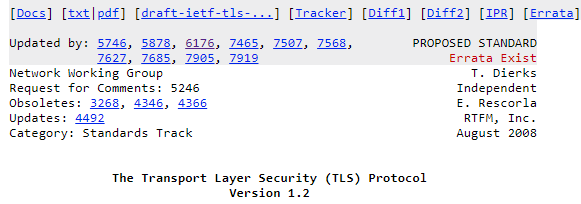 [Docs] [txt|pdf] [draft-ietf-tls-...] [Tracker] [Diff1] [Diff2] [IPR] [Errata]
Updated by: 5746, 5878, 6176, 7465, 7507, 7568, PROPOSED STANDARD
7627, 7685, 7905, 7919 Errata Exist
Network Working Group T. Dierks
Request for Comments: 5246 Independent
Obsoletes: 3268, 4346, 4366 E. Rescorla
Updates: 4492 RTFM, Inc.
Category: Standards Track August 2008
The Transport Layer Security (TLS) Protocol
Version 1.2